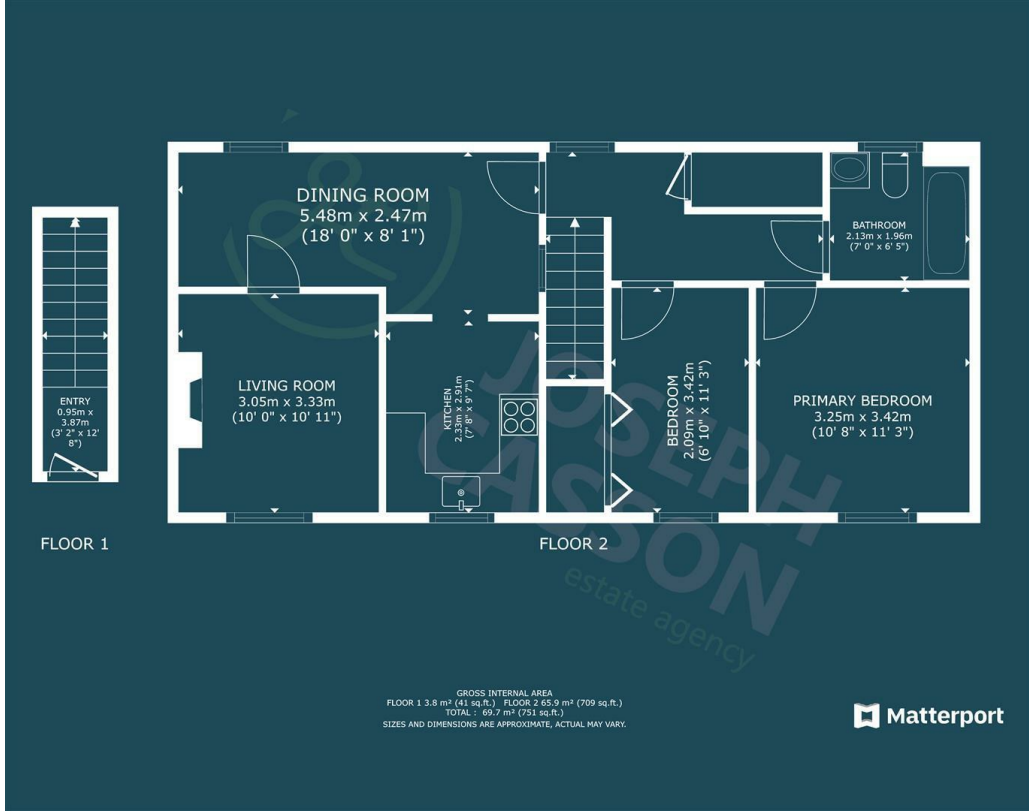 DINING ROOM
5.48m x 2.47m
(18' 0" x 8' 1")
BATHROOM
2.13m x 1.96m
(7' 0" x 6' 5")
LIVING ROOM
3.05m x 3.33m
(10' 0" x 10' 11")
KITCHEN
2.33m x 2.91m
(7' 8" x 9' 7")
BEDROOM
2.09m x 3.42m
(6' 10" x 11' 3")
PRIMARY BEDROOM
3.25m x 3.42m
(10' 8" x 11' 3")
ENTRY
0.95m x
3.87m
(3' 2" x 12'
8")
FLOOR 1
FLOOR 2
JOSEPH
CASSON
estate agency
GROSS INTERNAL AREA
FLOOR 1 3.8 m² (41 sq.ft.) FLOOR 2 65.9 m² (709 sq.ft.)
TOTAL : 69.7 m² (751 sq.ft.)
SIZES AND DIMENSIONS ARE APPROXIMATE, ACTUAL MAY VARY.
Matterport